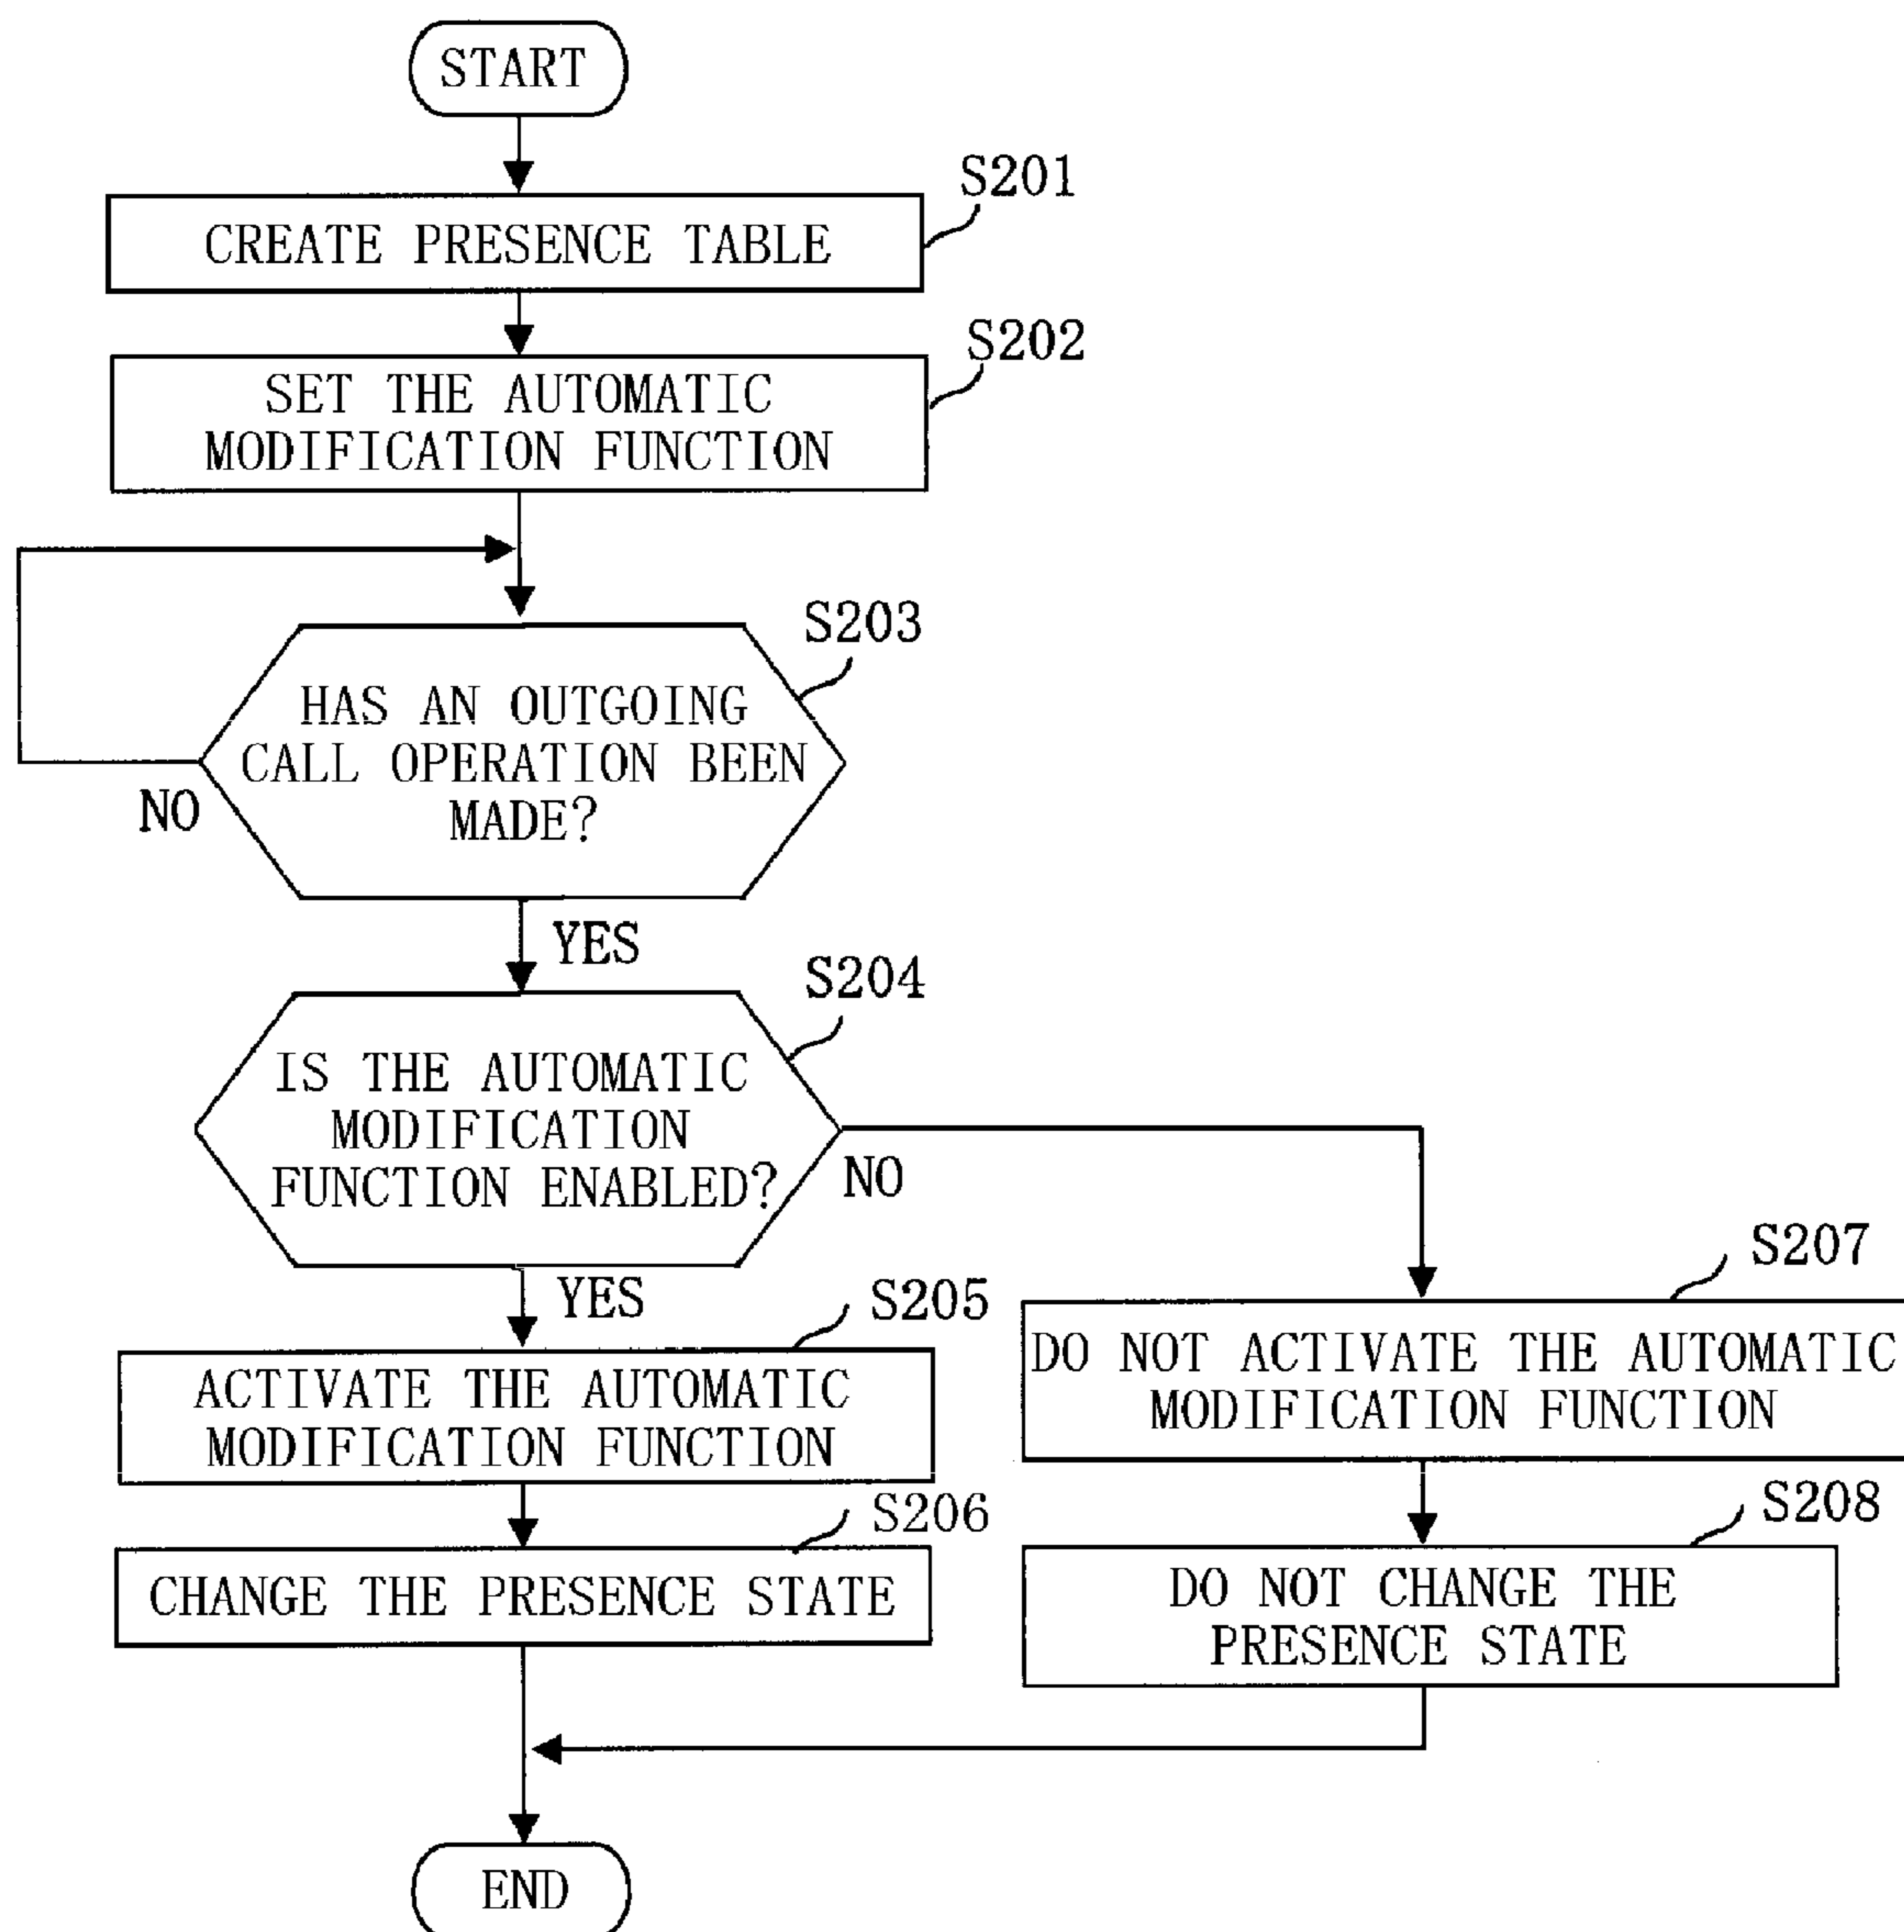 START
S201
CREATE PRESENCE TABLE
S202
SET THE AUTOMATIC
MODIFICATION FUNCTION
S203
HAS AN OUTGOING
CALL OPERATION BEEN
MADE?
NO
YES
S204
IS THE AUTOMATIC
MODIFICATION
FUNCTION ENABLED?
NO
YES
S205
ACTIVATE THE AUTOMATIC
MODIFICATION FUNCTION
S207
DO NOT ACTIVATE THE AUTOMATIC
MODIFICATION FUNCTION
S206
CHANGE THE PRESENCE STATE
S208
DO NOT CHANGE THE
PRESENCE STATE
END